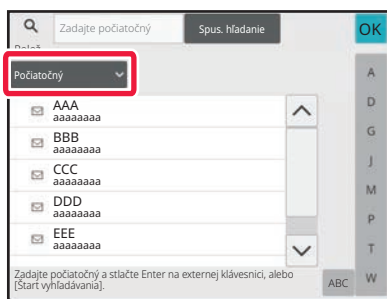 Zadajte počiatočný
Spus. hľadanie
OK
Počiatočný
AAA
aaaaaaaa
BBB
aaaaaaaa
CCC
aaaaaaaa
DDD
aaaaaaaa
EEE
aaaaaaaa
A
D
G
J
M
P
T
W
Zadajte počiatočný a stlačte Enter na externej klávesnici, alebo
[Štart vyhľadávania].
ABC